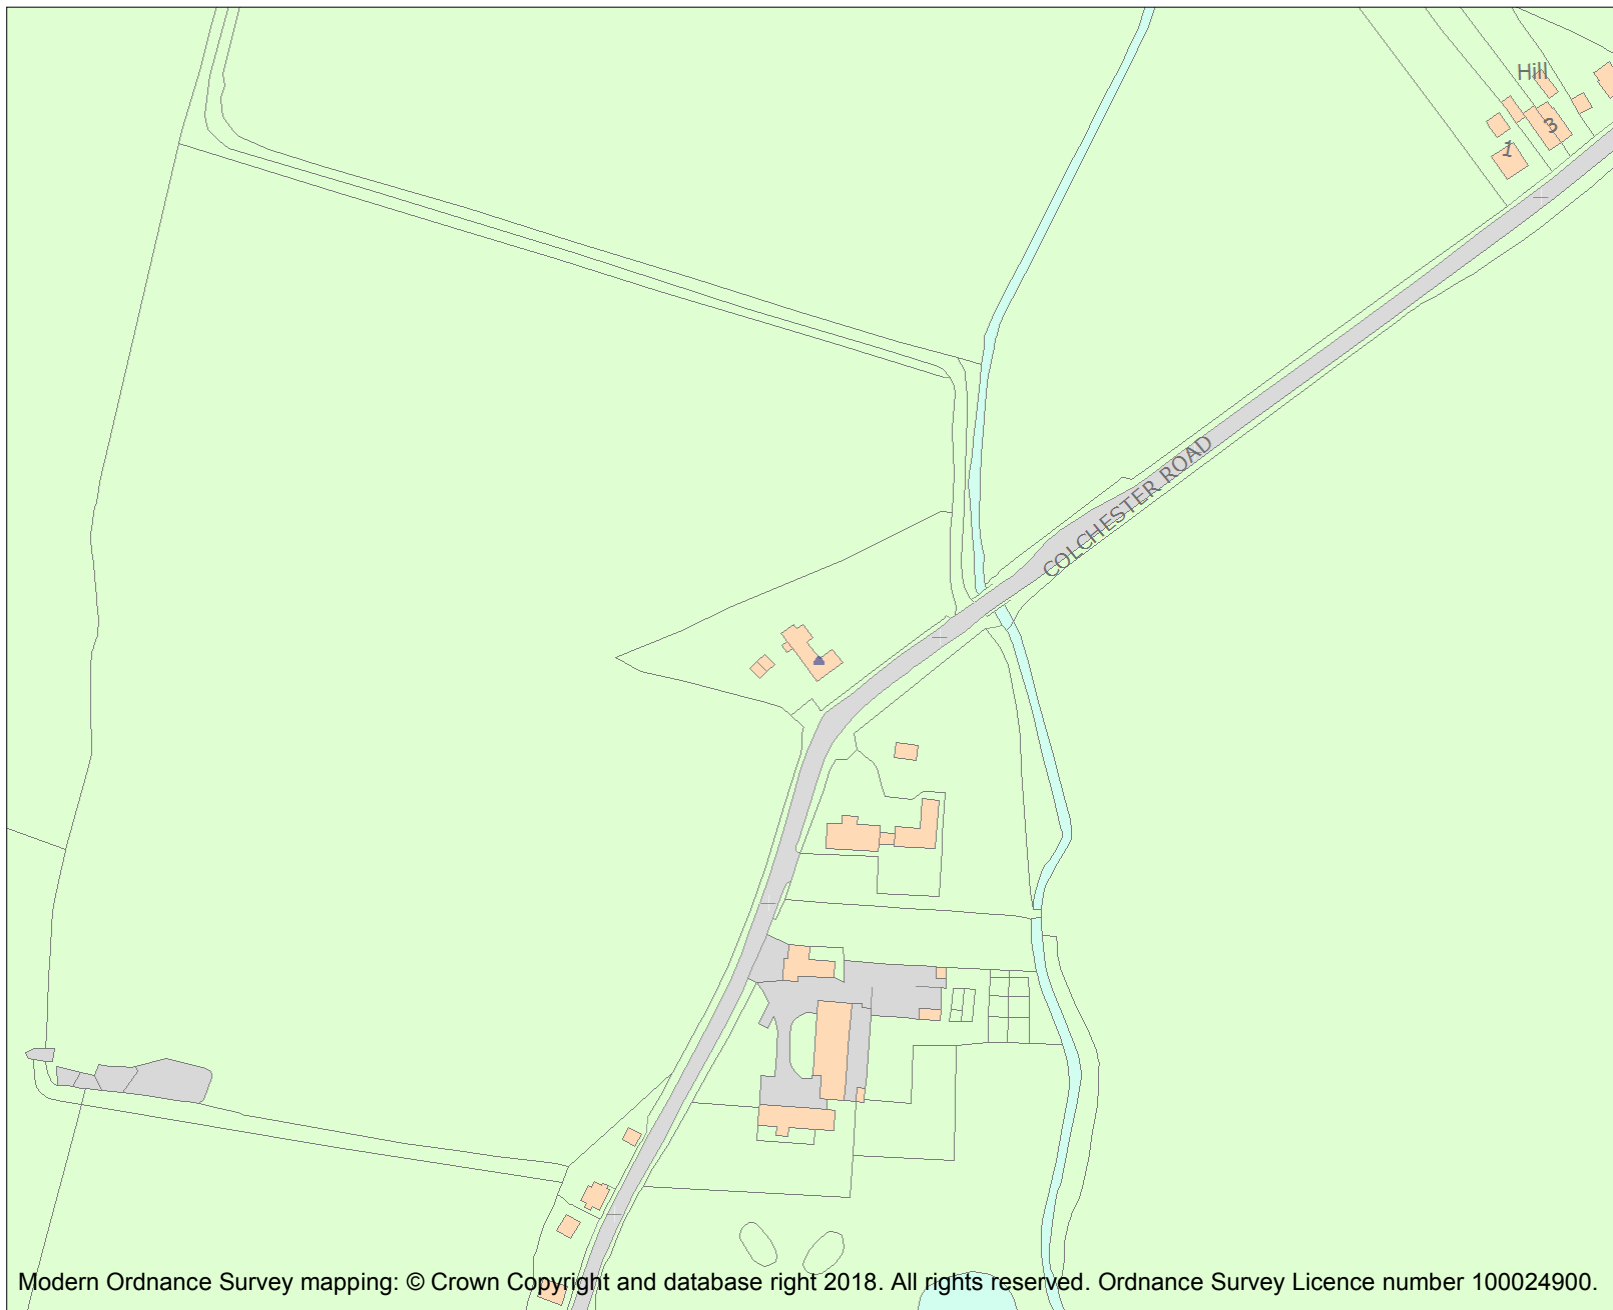 Hill
3
1
COLCHESTER ROAD
Modern Ordnance Survey mapping: © Crown Copyright and database right 2018. All rights reserved. Ordnance Survey Licence number 100024900.